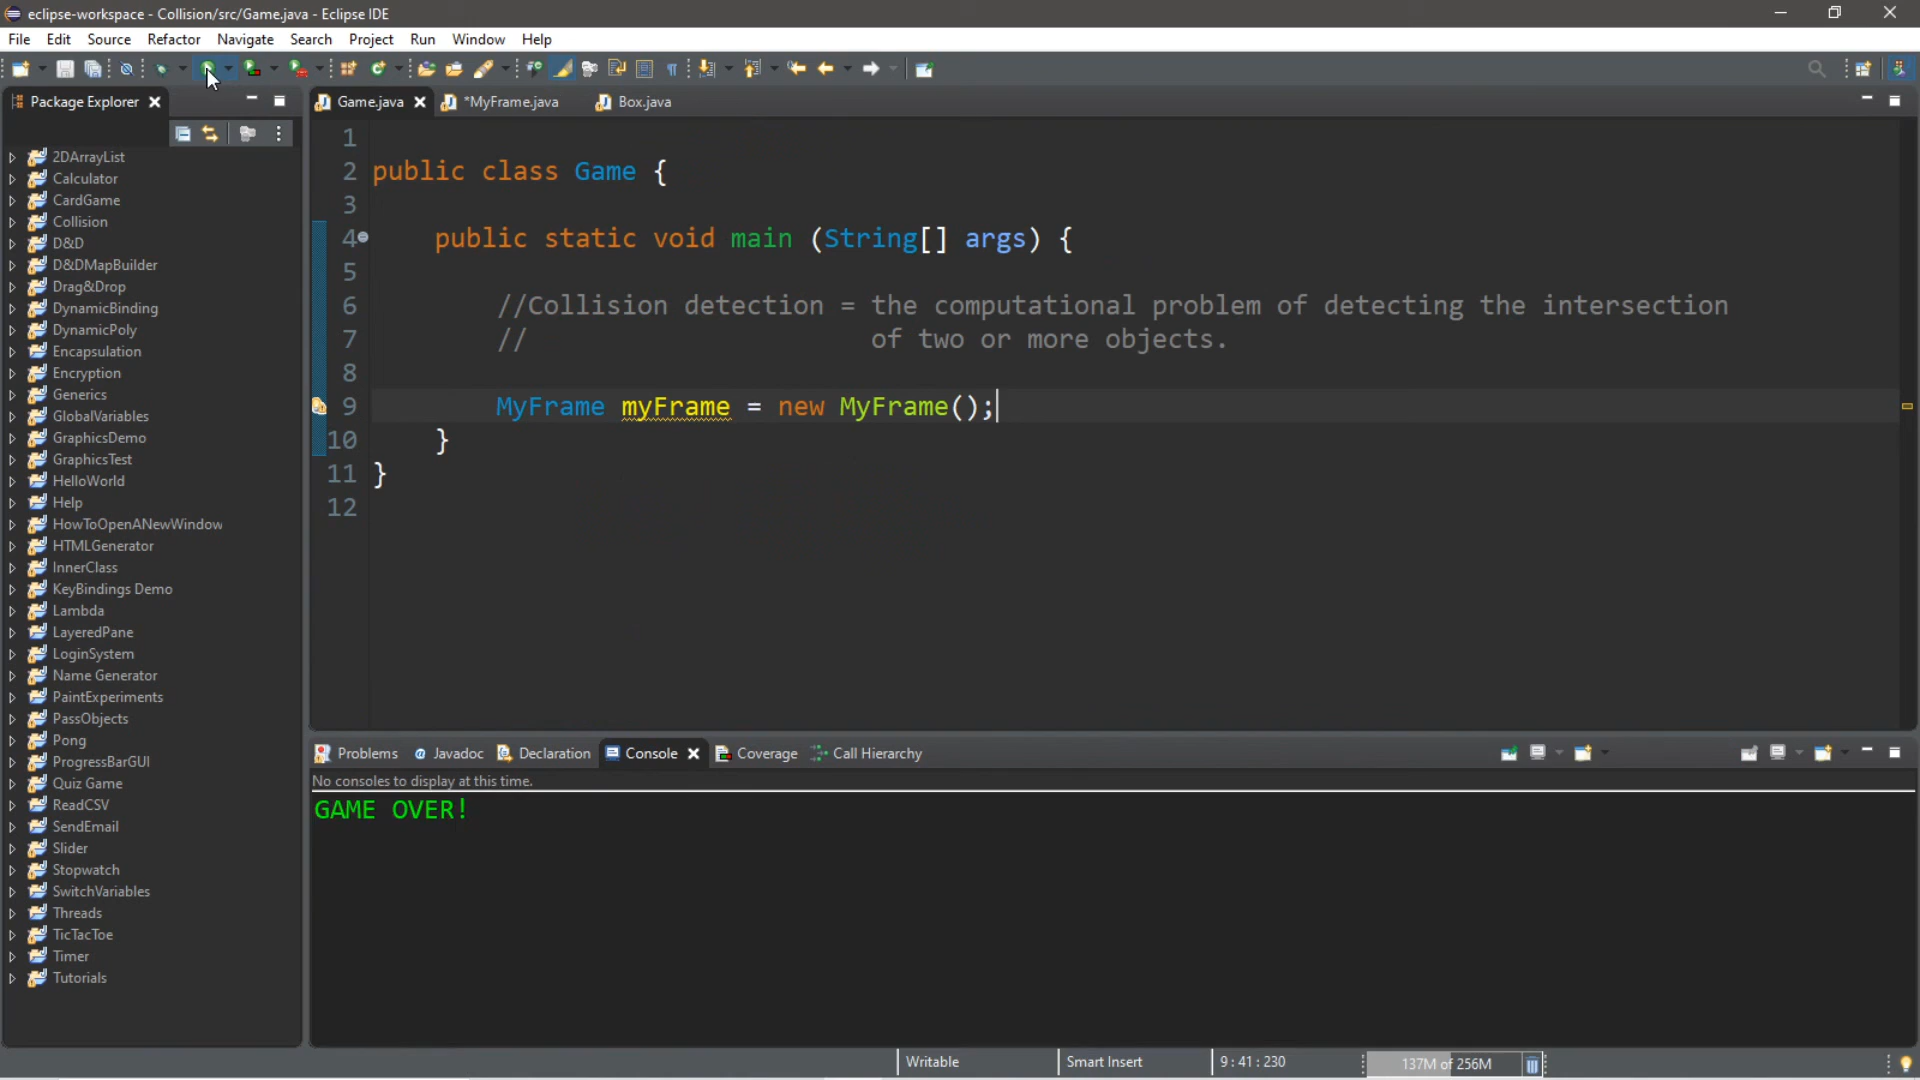 eclipse-workspace - Collision/src/Game.java - Eclipse IDE
File Edit Source Refactor Navigate Search Project Run Window Help
Package Explorer
Game.java *MyFrame.java Box.java
2DArrayList
Calculator
CardGame
Collision
D&D
D&DMapBuilder
Drag&Drop
DynamicBinding
DynamicPoly
Encapsulation
Encryption
Generics
GlobalVariables
GraphicsDemo
GraphicsTest
HelloWorld
Help
HowToOpenANewWindow
HTMLGenerator
InnerClass
KeyBindings Demo
Lambda
LayeredPane
LoginSystem
Name Generator
PaintExperiments
PassObjects
Pong
ProgressBarGUI
Quiz Game
ReadCSV
SendEmail
Slider
Stopwatch
SwitchVariables
Threads
TicTacToe
Timer
Tutorials
1
2 public class Game {
3
4 public static void main (String[] args) {
5
6 //Collision detection = the computational problem of detecting the intersection
7 // of two or more objects.
8
9 MyFrame myFrame = new MyFrame();
10 }
11 }
12
Problems @ Javadoc Declaration Console Coverage Call Hierarchy
No consoles to display at this time.
GAME OVER!
Writable Smart Insert 9 : 41 : 230 137M of 256M